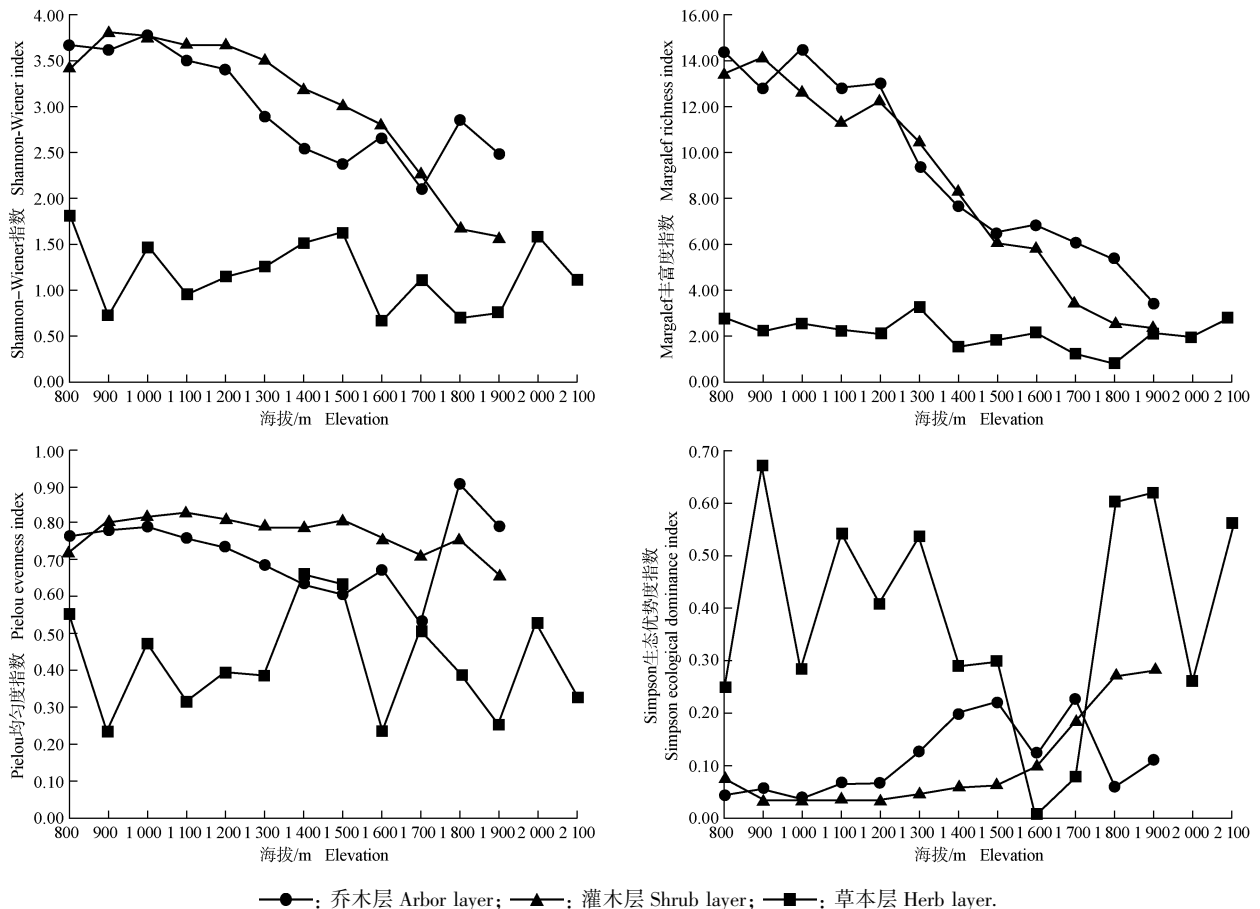 Shannon–Wiener指数 Shannon-Wiener index
4.00
3.50
3.00
2.50
2.00
1.50
1.00
0.50
0.00
800 900 1 000 1 100 1 200 1 300 1 400 1 500 1 600 1 700 1 800 1 900 2 000 2 100
海拔/m Elevation
Margalef丰富度指数 Margalef richness index
16.00
14.00
12.00
10.00
8.00
6.00
4.00
2.00
0.00
800 900 1 000 1 100 1 200 1 300 1 400 1 500 1 600 1 700 1 800 1 900 2 000 2 100
海拔/m Elevation
Pielou均匀度指数 Pielou evenness index
1.00
0.90
0.80
0.70
0.60
0.50
0.40
0.30
0.20
0.10
0.00
800 900 1 000 1 100 1 200 1 300 1 400 1 500 1 600 1 700 1 800 1 900 2 000 2 100
海拔/m Elevation
Simpson生态优势度指数
Simpson ecological dominance index
0.70
0.60
0.50
0.40
0.30
0.20
0.10
0.00
800 900 1 000 1 100 1 200 1 300 1 400 1 500 1 600 1 700 1 800 1 900 2 000 2 100
海拔/m Elevation
: 乔木层 Arbor layer; : 灌木层 Shrub layer; : 草本层 Herb layer.